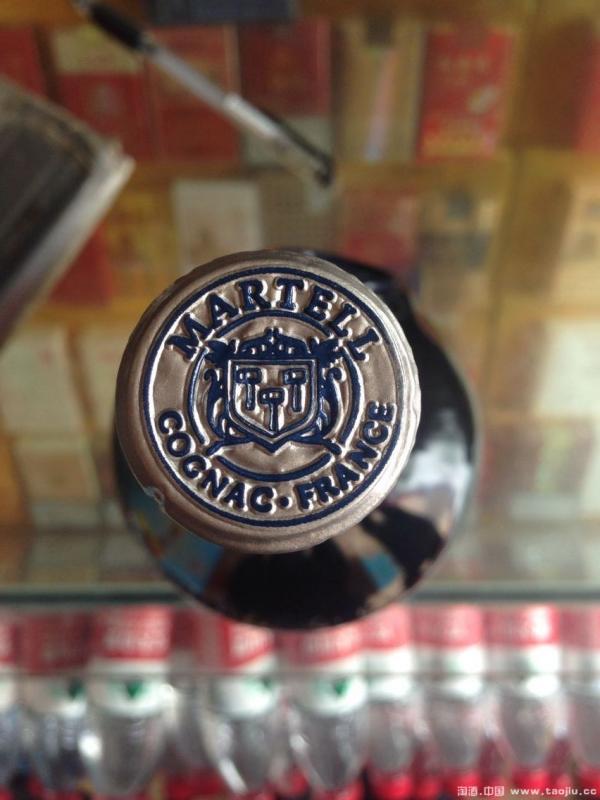 MARTELL
COGNAC · FRANCE
淘酒.中国 www.taojiu.cc